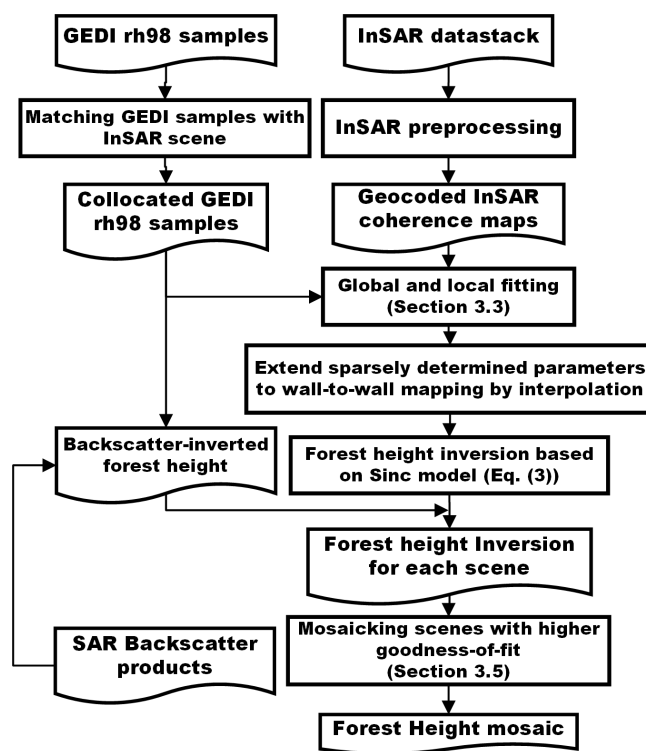 GEDI rh98 samples
InSAR datastack
Matching GEDI samples with
InSAR scene
InSAR preprocessing
Collocated GEDI
rh98 samples
Geocoded InSAR
coherence maps
Global and local fitting
(Section 3.3)
Extend sparsely determined parameters
to wall-to-wall mapping by interpolation
Backscatter-inverted
forest height
Forest height inversion based
on Sinc model (Eq. (3))
Forest height Inversion
for each scene
SAR Backscatter
products
Mosaicking scenes with higher
goodness-of-fit
(Section 3.5)
Forest Height mosaic